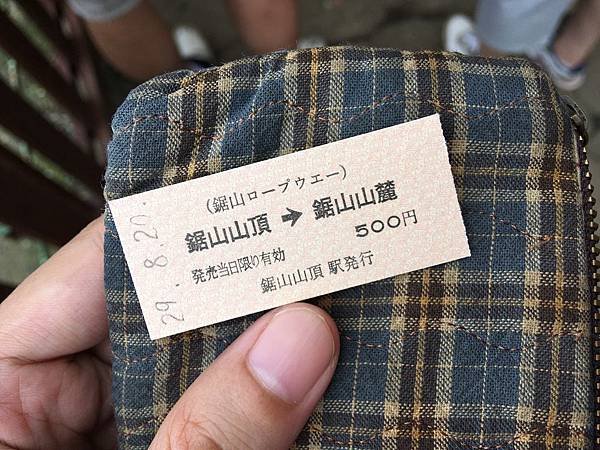 29. 8.20.
(鋸山ロープウエー)
鋸山山頂 ➔ 鋸山山麓
500円
発売当日限り有効
鋸山山頂駅発行